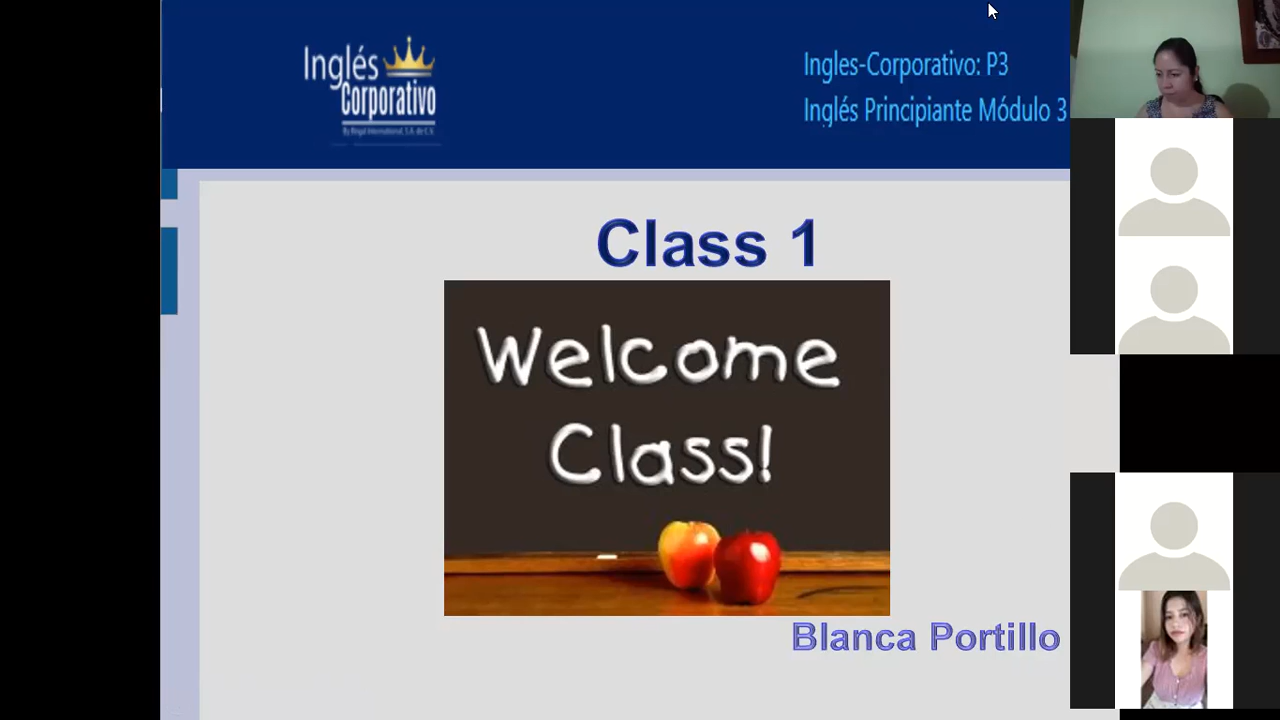 Inglés
Corporativo
Ingles-Corporativo: P3
Inglés Principiante Módulo 3
Class 1
Welcome
Class!
Blanca Portillo